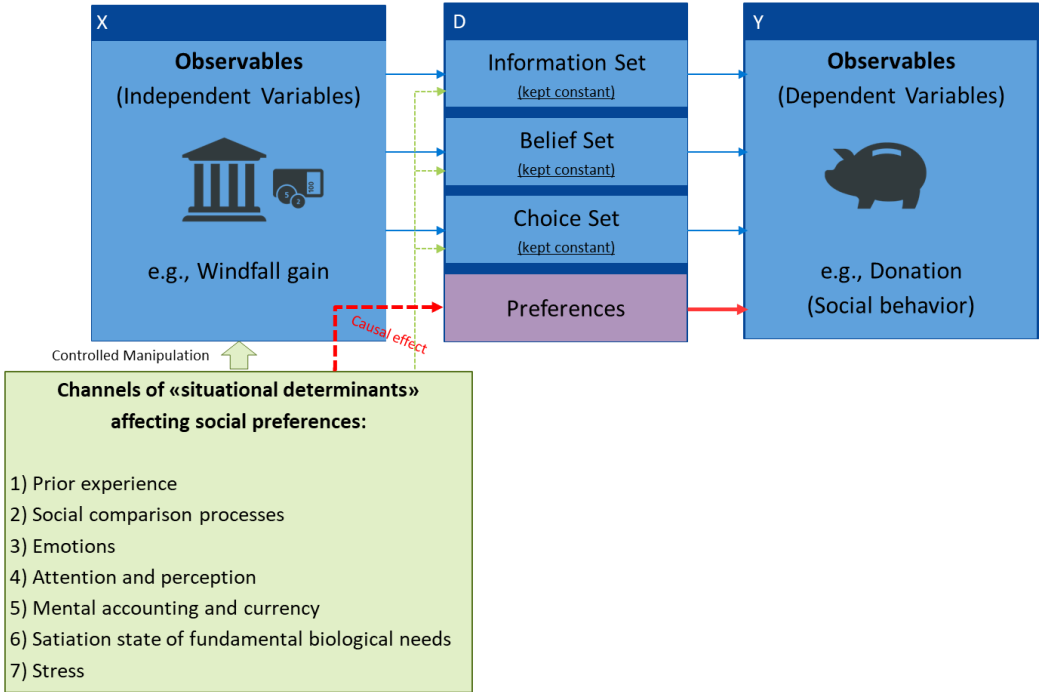 X
Observables
(Independent Variables)
100
5
2
e.g., Windfall gain
D
Information Set
(kept constant)
Belief Set
(kept constant)
Choice Set
(kept constant)
Preferences
Y
Observables
(Dependent Variables)
e.g., Donation
(Social behavior)
Causal effect
Controlled Manipulation
Channels of «situational determinants»
affecting social preferences:
1) Prior experience
2) Social comparison processes
3) Emotions
4) Attention and perception
5) Mental accounting and currency
6) Satiation state of fundamental biological needs
7) Stress